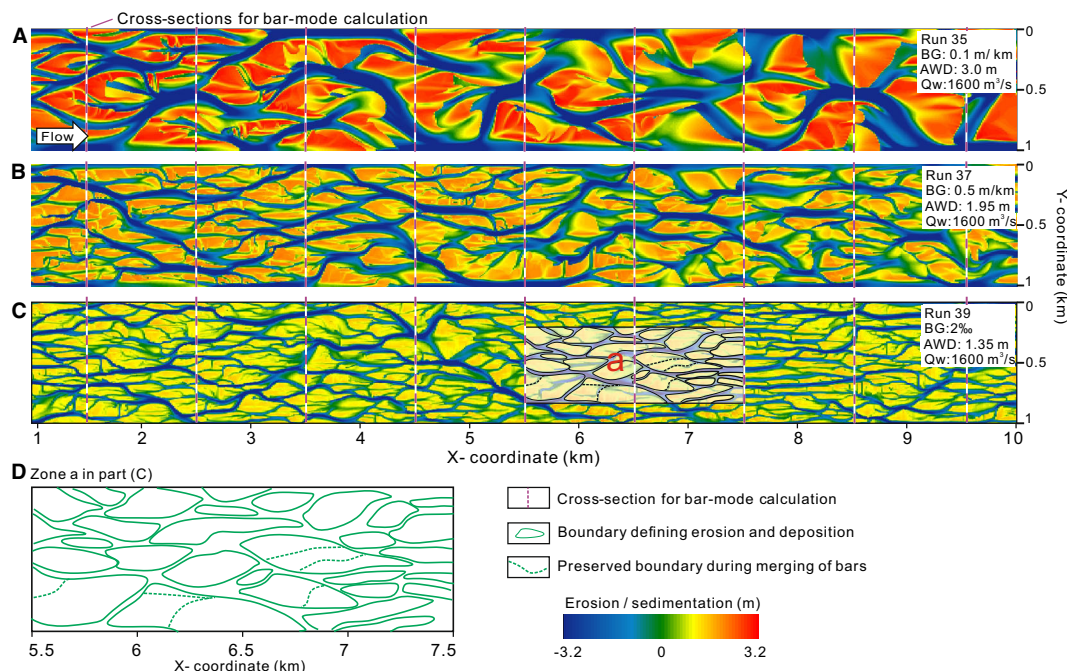 Cross-sections for bar-mode calculation
A
Run 35
BG: 0.1 m/ km
AWD: 3.0 m
Qw:1600 m³/s
Flow
0
0.5
1
B
Run 37
BG: 0.5 m/km
AWD: 1.95 m
Qw:1600 m³/s
0
0.5
1
Y- coordinate (km)
C
Run 39
BG:2‰
AWD: 1.35 m
Qw:1600 m³/s
a
0
0.5
1
1 2 3 4 5 6 7 8 9 10
X- coordinate (km)
D Zone a in part (C)
5.5 6 6.5 7 7.5
X- coordinate (km)
Cross-section for bar-mode calculation
Boundary defining erosion and deposition
Preserved boundary during merging of bars
Erosion / sedimentation (m)
-3.2 0 3.2